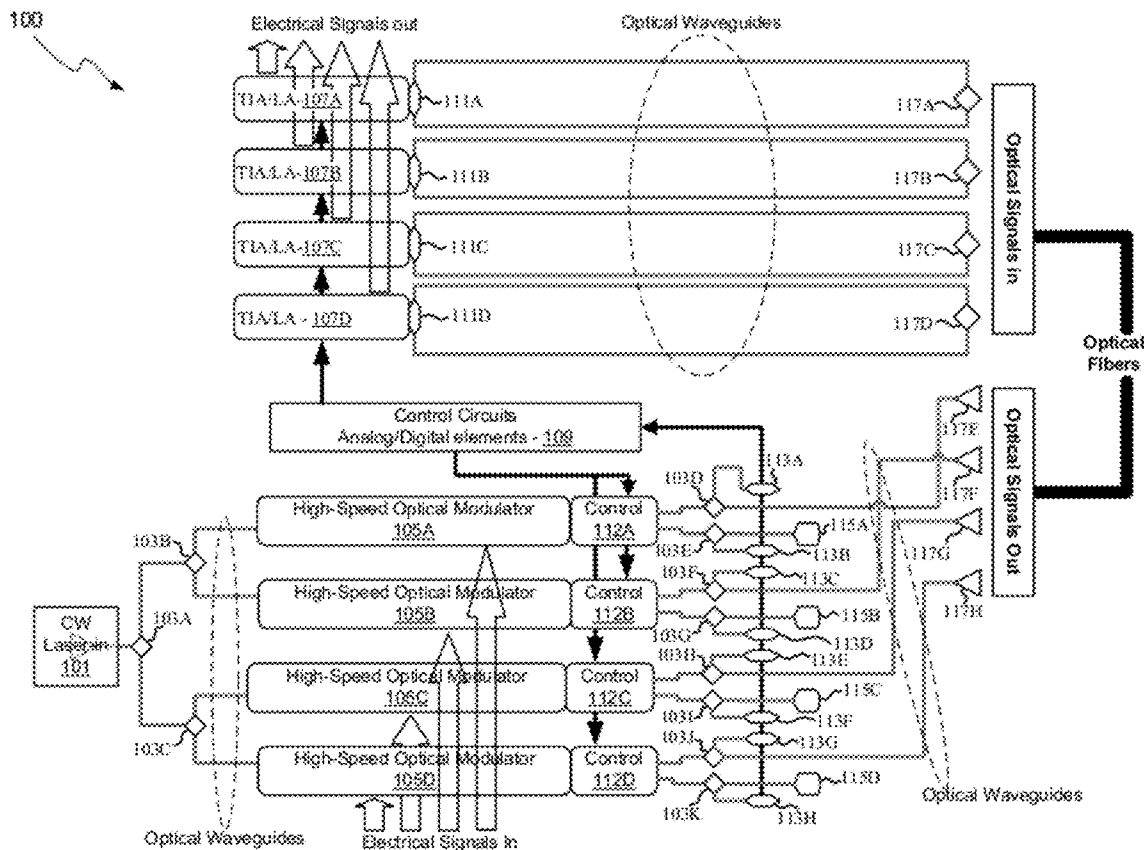 100
Electrical Signals out
Optical Waveguides
TIA/LA-107A
111A
117A
TIA/LA-107B
111B
117B
TIA/LA-107C
111C
117C
TIA/LA - 107D
111D
117D
Optical Signals in
Optical
Fibers
Control Circuits
Analog/Digital elements - 109
117E
117F
117G
117H
Optical Signals Out
High-Speed Optical Modulator
105A
Control
112A
103D
113A
103E
115A
113B
103B
High-Speed Optical Modulator
105B
Control
112B
103F
113C
103G
115B
113D
103A
CW
101
High-Speed Optical Modulator
105C
Control
112C
103H
113E
103I
115C
113F
103C
High-Speed Optical Modulator
105D
Control
112D
103J
113G
103K
115D
113H
Optical Waveguides
Electrical Signals In
Optical Waveguides